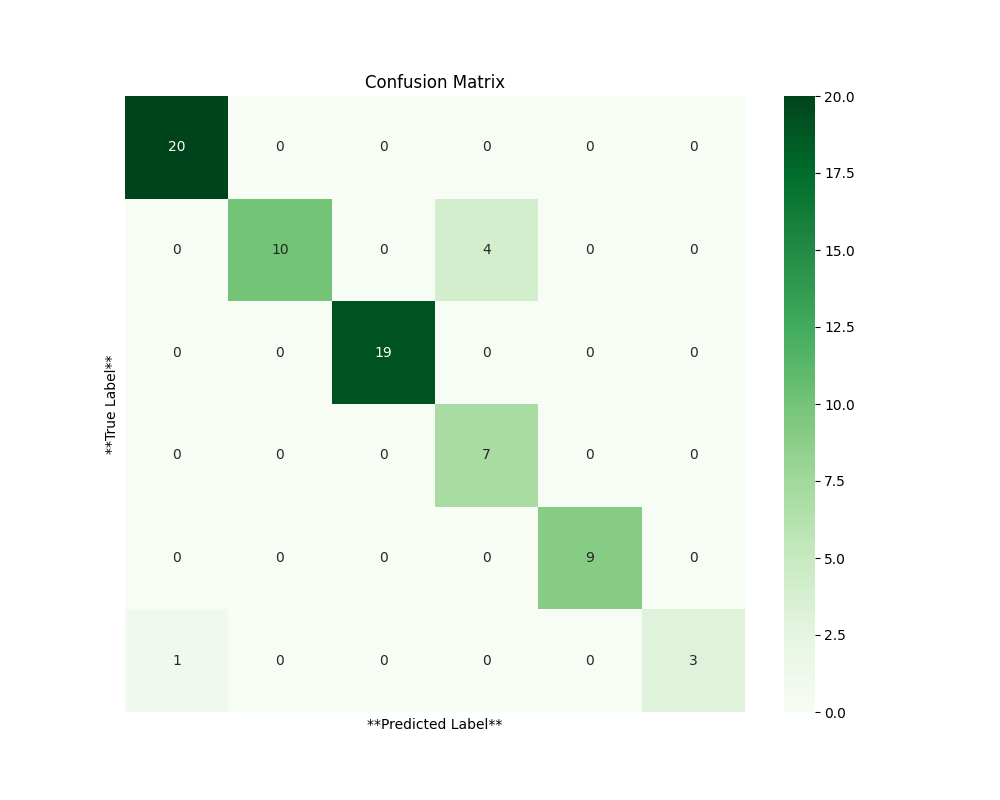 Confusion Matrix
20 0 0 0 0 0
0 10 0 4 0 0
0 0 19 0 0 0
0 0 0 7 0 0
0 0 0 0 9 0
1 0 0 0 0 3
**True Label**
**Predicted Label**
20.0
17.5
15.0
12.5
10.0
7.5
5.0
2.5
0.0